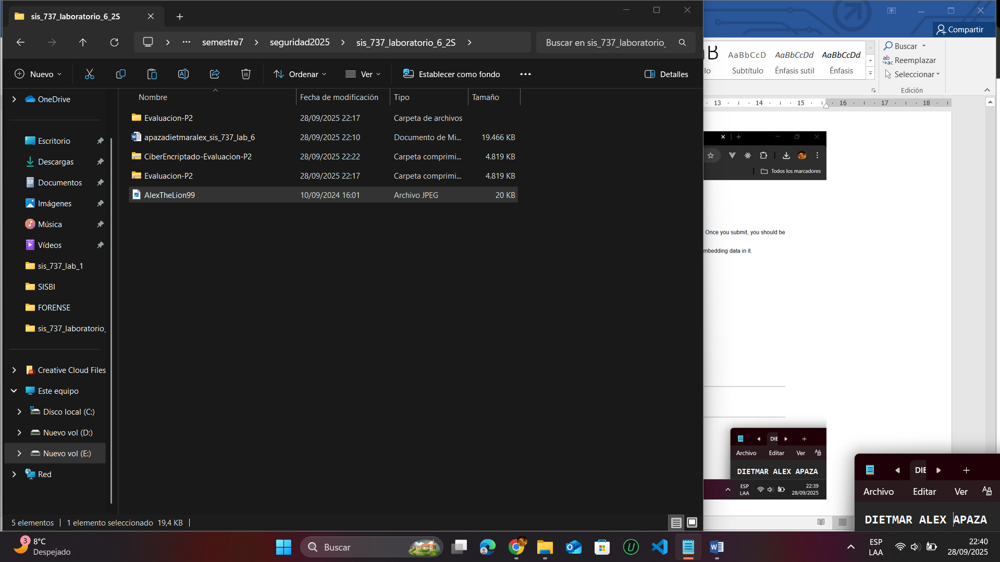 sis_737_laboratorio_6_2S
semestre7
seguridad2025
sis_737_laboratorio_6_2S
Buscar en sis_737_laboratorio_
Nuevo
Ordenar
Ver
Establecer como fondo
Detalles
Nombre
Fecha de modificación
Tipo
Tamaño
OneDrive
Escritorio
Descargas
Documentos
Imágenes
Música
Vídeos
sis_737_lab_1
SISBI
FORENSE
sis_737_laboratorio_
Creative Cloud Files
Este equipo
Disco local (C:)
Nuevo vol (D:)
Nuevo vol (E:)
Red
Evaluacion-P2 28/09/2025 22:17 Carpeta de archivos
apazadietmaralex_sis_737_lab_6 28/09/2025 22:10 Documento de Mi... 19.466 KB
CiberEncriptado-Evaluacion-P2 28/09/2025 22:22 Carpeta comprimi... 4.819 KB
Evaluacion-P2 28/09/2025 22:17 Carpeta comprimi... 4.819 KB
AlexTheLion99 10/09/2024 16:01 Archivo JPEG 20 KB
5 elementos
1 elemento seleccionado 19,4 KB
Compartir
AaBbCcD AaBbCcDd AaBbCcDd
lo Subtítulo Énfasis sutil Énfasis
Buscar
Reemplazar
Seleccionar
Edición
13 14 15 16 17 18
Todos los marcadores
Once you submit, you should be
mbedding data in it.
DIE
Archivo Editar Ver
DIETMAR ALEX APAZA
ESP
LAA
22:39
28/09/2025
DIE
Archivo Editar Ver
DIETMAR ALEX APAZA
3
8°C
Despejado
Buscar
ESP
LAA
22:40
28/09/2025